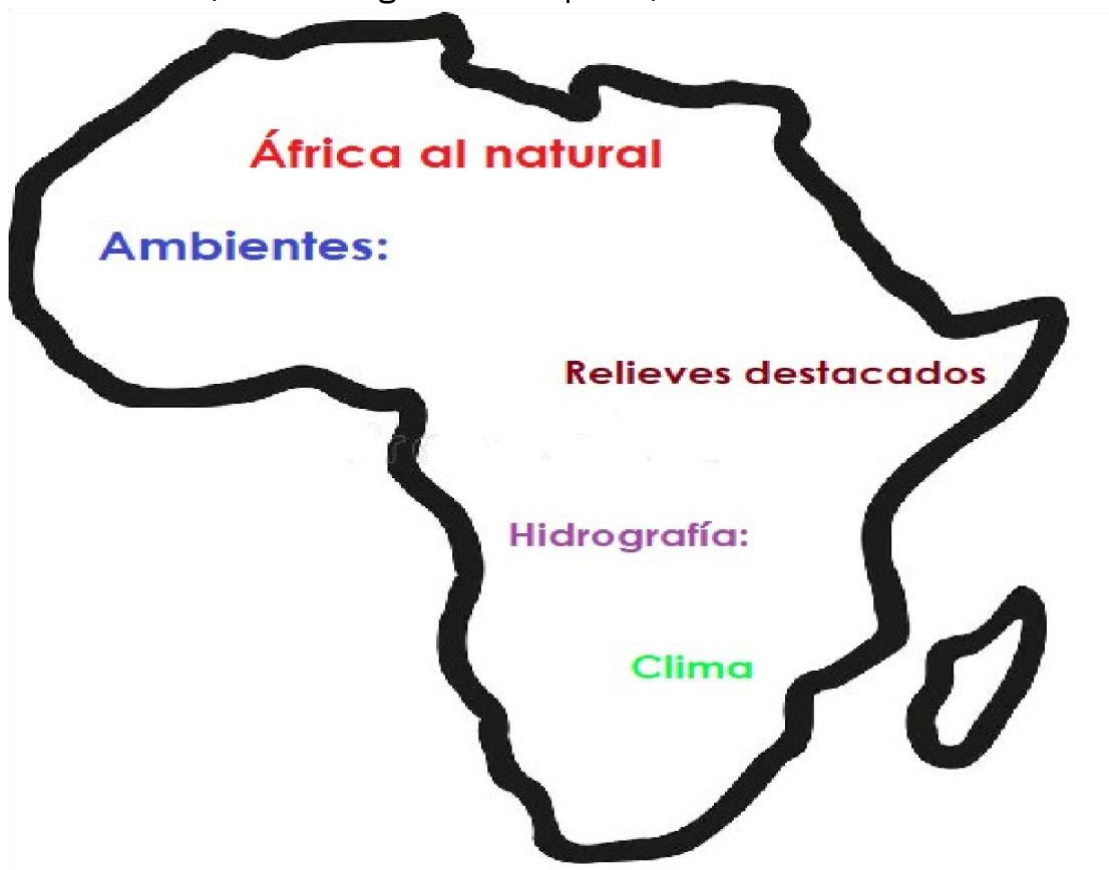 África al natural
Ambientes:
Relieves destacados
Hidrografía:
Clima